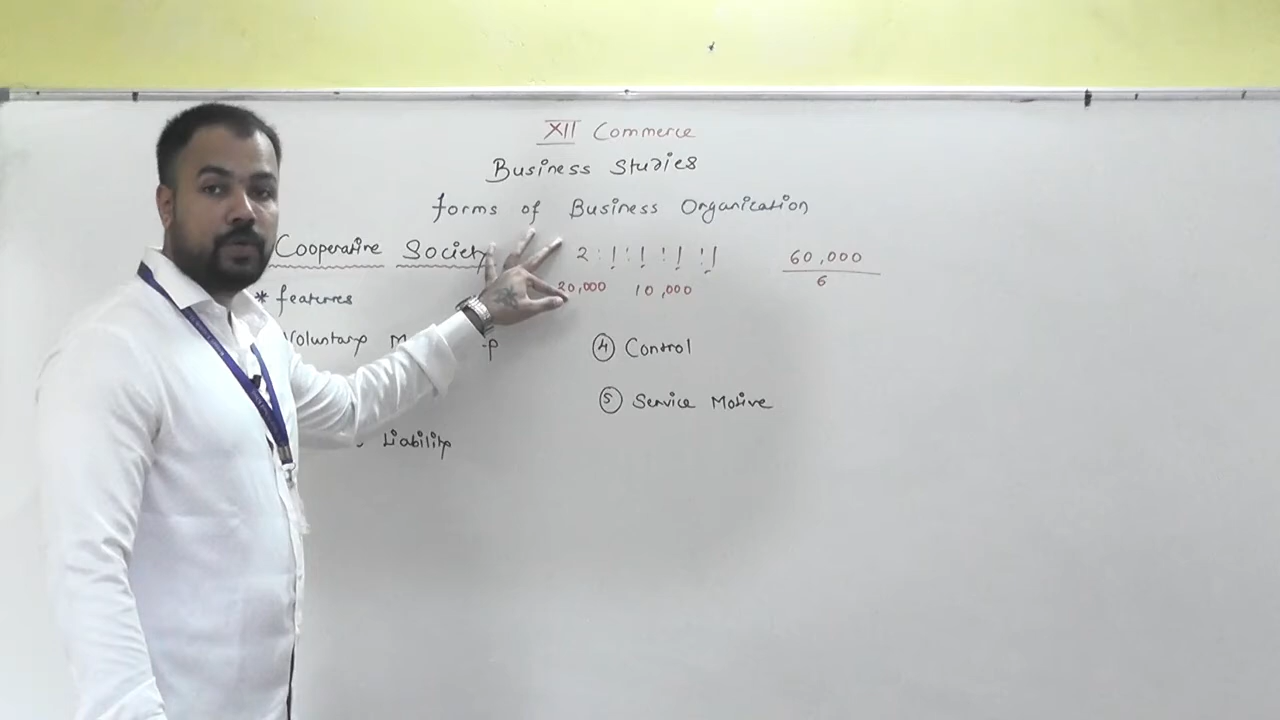 XII Commerce
Business Studies
forms of Business Organization
Cooperative Society 2 : ! : ! : ! : ! 60,000
6
* features 20,000 10,000
Voluntary
④ Control
⑤ Service Motive
Liability